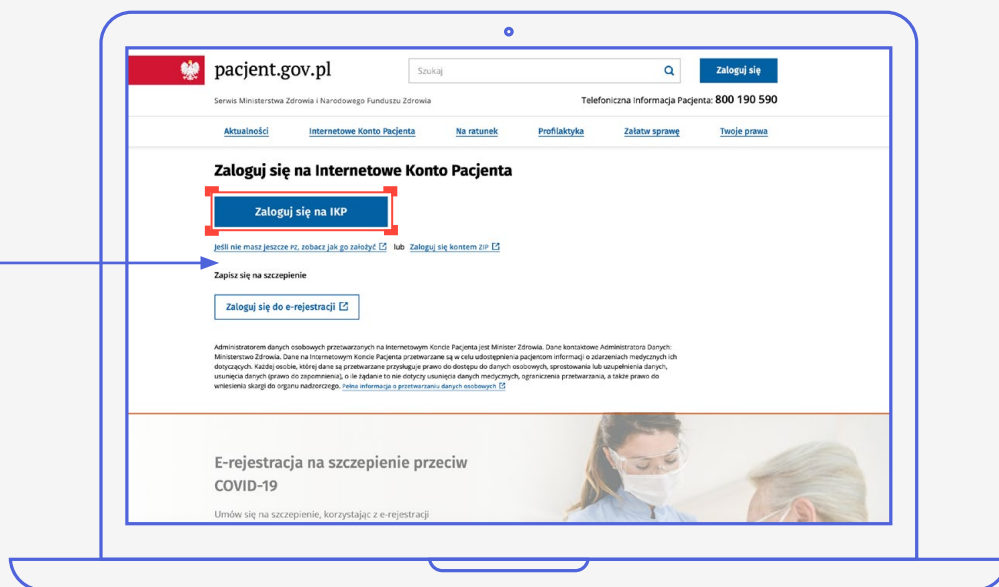 pacjent.gov.pl
Szukaj
Zaloguj się
Serwis Ministerstwa Zdrowia i Narodowego Funduszu Zdrowia
Telefoniczna Informacja Pacjenta: 800 190 590
Aktualności Internetowe Konto Pacjenta Na ratunek Profilaktyka Załatw sprawę Twoje prawa
Zaloguj się na Internetowe Konto Pacjenta
Zaloguj się na IKP
Jeśli nie masz jeszcze PZ, zobacz jak go założyć lub Zaloguj się kontem ZIP
Zapisz się na szczepienie
Zaloguj się do e-rejestracji
Administratorem danych osobowych przetwarzanych na Internetowym Koncie Pacjenta jest Minister Zdrowia. Dane kontaktowe Administratora Danych:
Ministerstwo Zdrowia. Dane na Internetowym Koncie Pacjenta przetwarzane są w celu udostępnienia pacjentom informacji o zdarzeniach medycznych ich
dotyczących. Każdej osobie, której dane są przetwarzane przysługuje prawo do dostępu do danych osobowych, sprostowania lub uzupełnienia danych,
usunięcia danych (prawo do zapomnienia), o ile żądanie to nie dotyczy usunięcia danych medycznych, ograniczenia przetwarzania, a także prawo do
wniesienia skargi do organu nadzorczego. Pełna informacja o przetwarzaniu danych osobowych
E-rejestracja na szczepienie przeciw
COVID-19
Umów się na szczepienie, korzystając z e-rejestracji